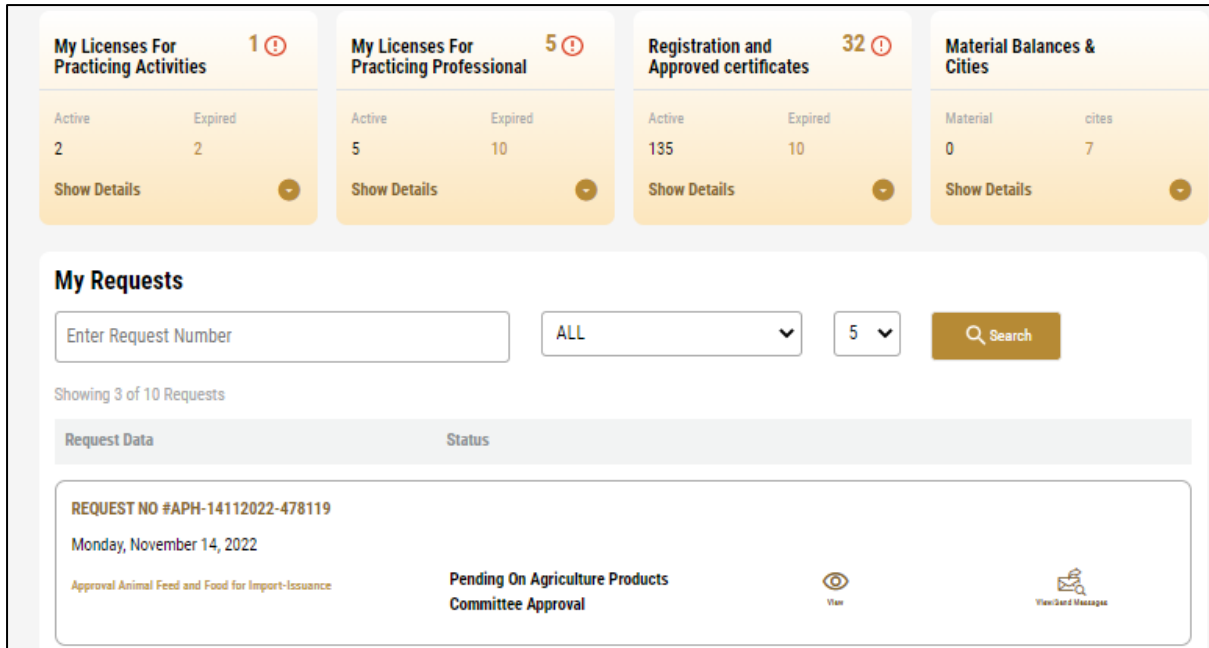 My Licenses For
Practicing Activities
1
Active Expired
2 2
Show Details
My Licenses For
Practicing Professional
5
Active Expired
5 10
Show Details
Registration and
Approved certificates
32
Active Expired
135 10
Show Details
Material Balances &
Cities
Material cites
0 7
Show Details
My Requests
Enter Request Number
ALL
5
Search
Showing 3 of 10 Requests
Request Data Status
REQUEST NO #APH-14112022-478119
Monday, November 14, 2022
Approval Animal Feed and Food for Import-Issuance
Pending On Agriculture Products
Committee Approval
View
View/Send Messages